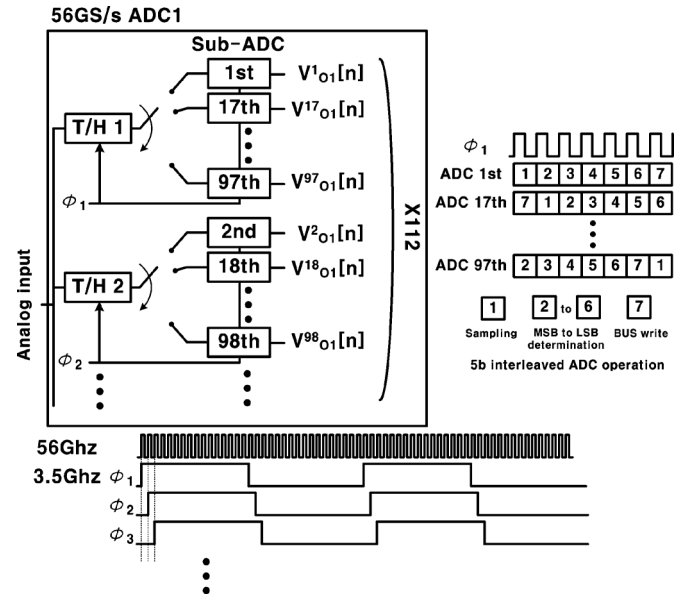 56GS/s ADC1
Sub-ADC
1st V¹O1[n]
T/H 1 17th V¹⁷O1[n]
97th V⁹⁷O1[n]
ϕ1
2nd V²O1[n]
T/H 2 18th V¹⁸O1[n]
98th V⁹⁸O1[n]
ϕ2
Analog input
X112
ϕ1
ADC 1st 1 2 3 4 5 6 7
ADC 17th 7 1 2 3 4 5 6
ADC 97th 2 3 4 5 6 7 1
1 2 to 6 7
Sampling MSB to LSB determination BUS write
5b interleaved ADC operation
56Ghz
3.5Ghz ϕ1
ϕ2
ϕ3